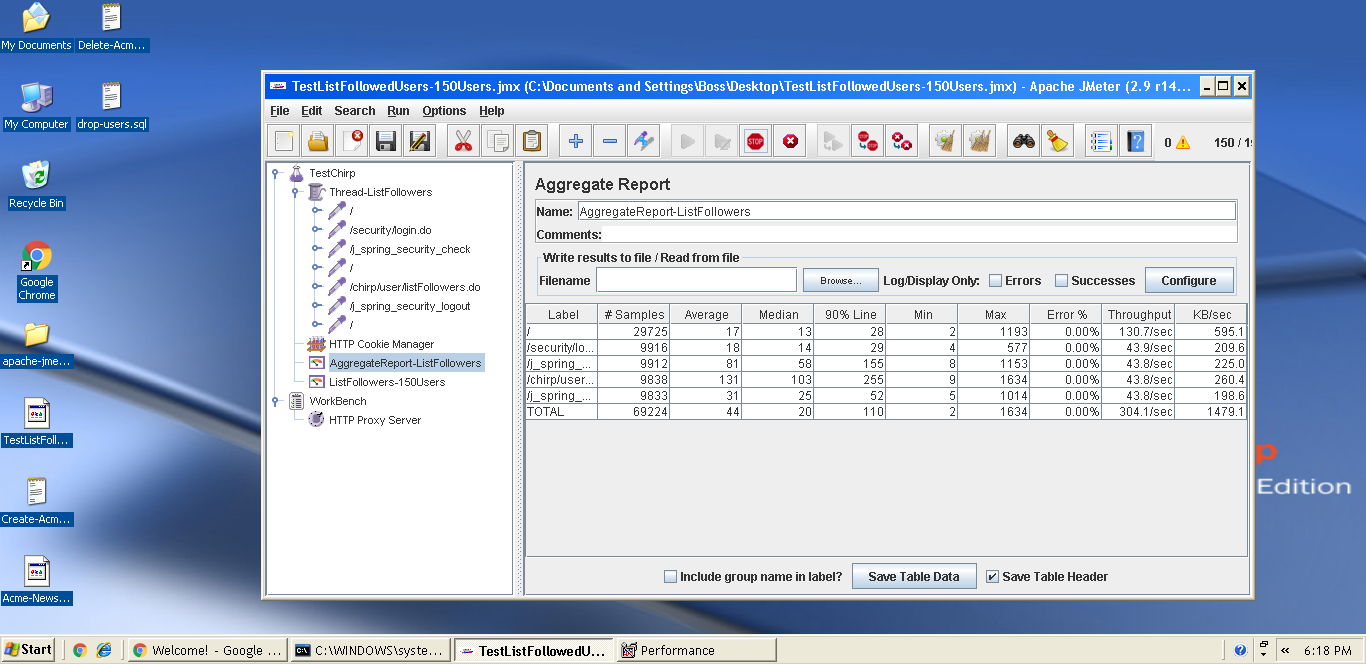 My Documents
Delete-Acm...
My Computer
drop-users.sql
Recycle Bin
Google
Chrome
apache-jme...
TestListFoll...
Create-Acm...
Acme-News...
TestListFollowedUsers-150Users.jmx (C:\Documents and Settings\Boss\Desktop\TestListFollowedUsers-150Users.jmx) - Apache JMeter (2.9 r14...
File Edit Search Run Options Help
STOP
0
150 / 1
TestChirp
Thread-ListFollowers
/
/security/login.do
/j_spring_security_check
/
/chirp/user/listFollowers.do
/j_spring_security_logout
/
HTTP Cookie Manager
AggregateReport-ListFollowers
ListFollowers-150Users
WorkBench
HTTP Proxy Server
Aggregate Report
Name: AggregateReport-ListFollowers
Comments:
Write results to file / Read from file
Filename Browse... Log/Display Only: Errors Successes Configure
Label # Samples Average Median 90% Line Min Max Error % Throughput KB/sec
/ 29725 17 13 28 2 1193 0.00% 130.7/sec 595.1
/security/lo... 9916 18 14 29 4 577 0.00% 43.9/sec 209.6
/j_spring_... 9912 81 58 155 8 1153 0.00% 43.8/sec 225.0
/chirp/user... 9838 131 103 255 9 1634 0.00% 43.8/sec 260.4
/j_spring_... 9833 31 25 52 5 1014 0.00% 43.8/sec 198.6
TOTAL 69224 44 20 110 2 1634 0.00% 304.1/sec 1479.1
Include group name in label? Save Table Data Save Table Header
p
Edition
Start
Welcome! - Google ...
C:\WINDOWS\syste...
TestListFollowedU...
Performance
6:18 PM